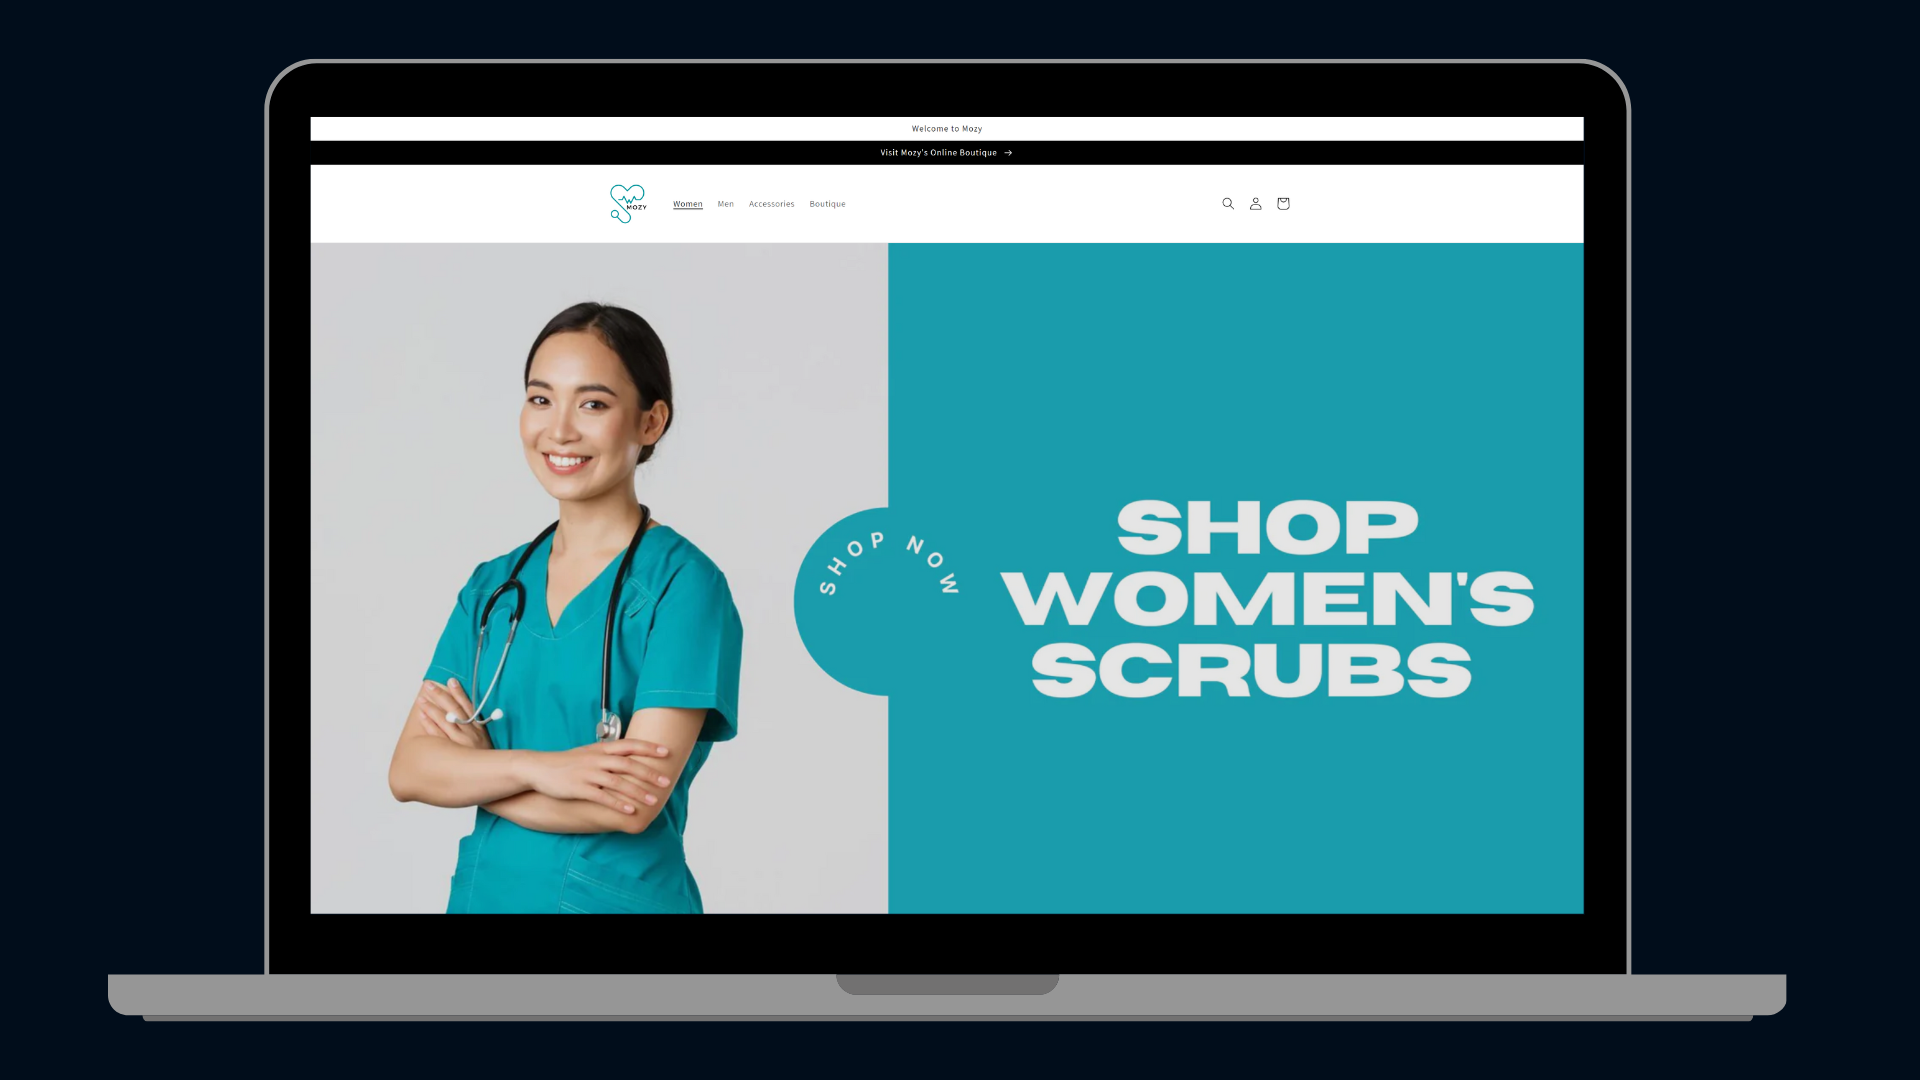 Welcome to Mozy
Visit Mozy's Online Boutique →
MOZY
Women Men Accessories Boutique
SHOP NOW
SHOP
WOMEN'S
SCRUBS